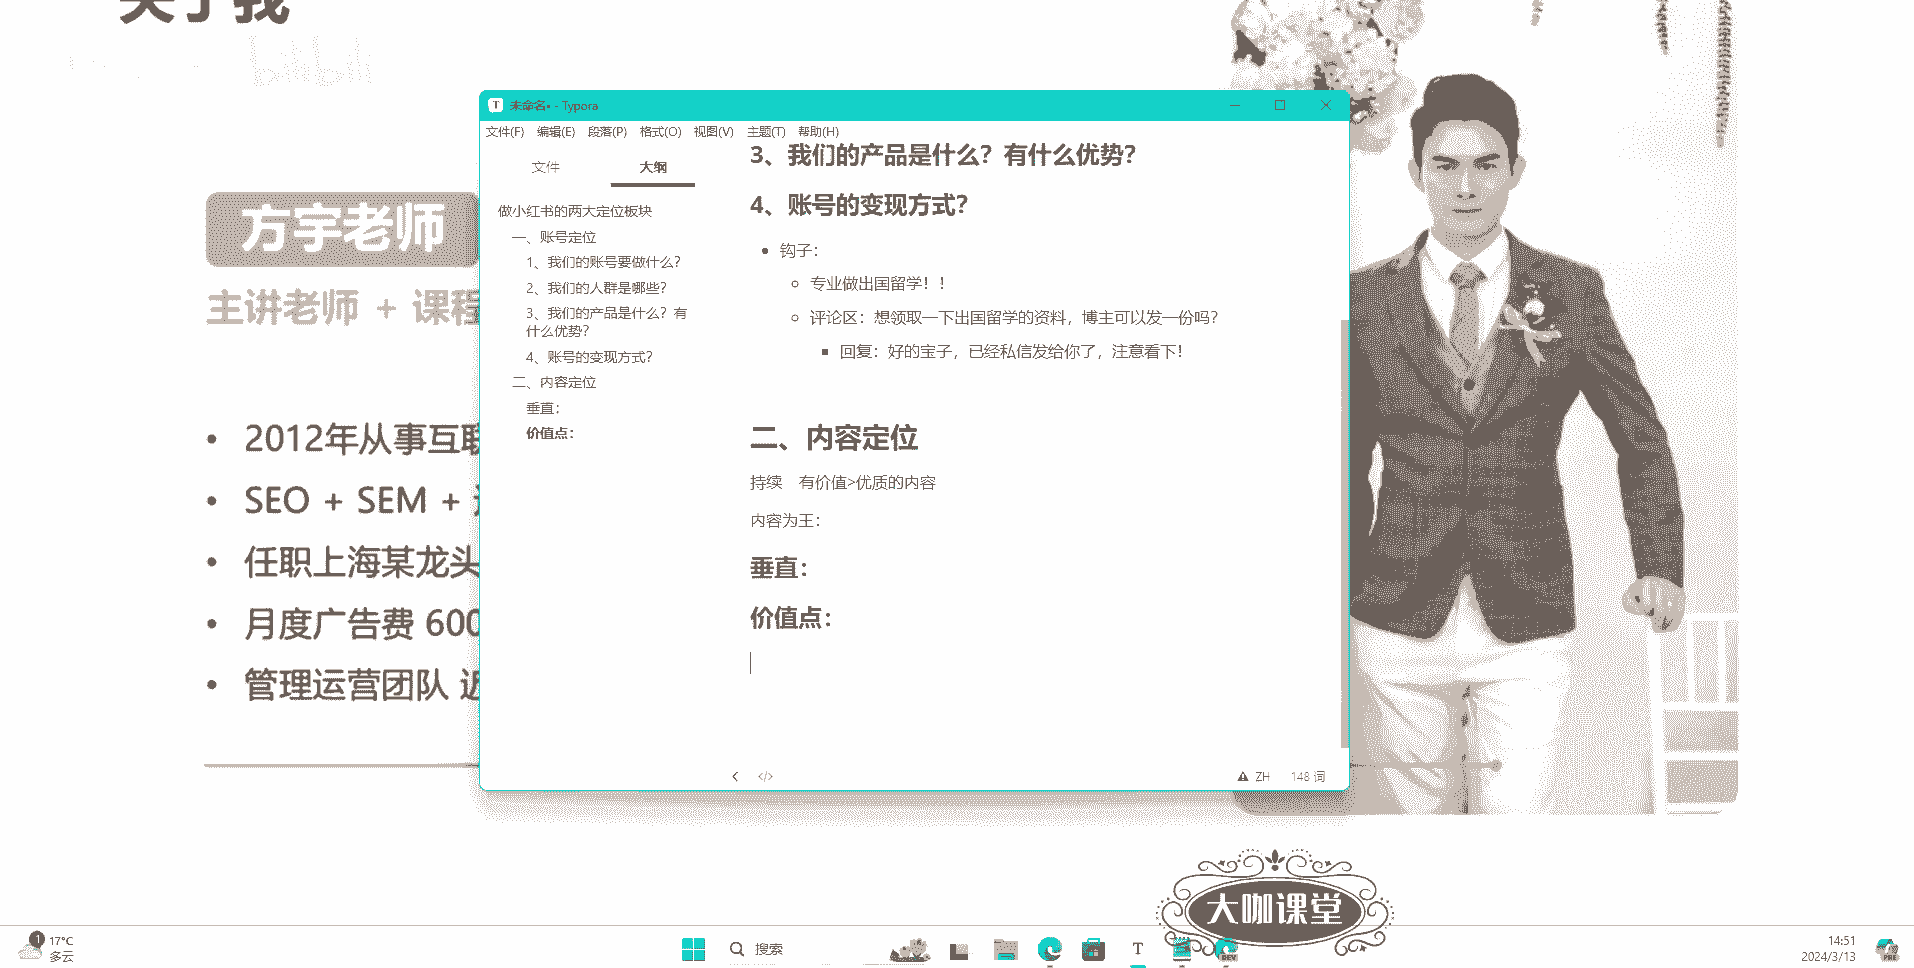 关于我
bilibili
方宇老师
主讲老师 + 课程
• 2012年从事互联
• SEO + SEM +
• 任职上海某龙头
• 月度广告费 600
• 管理运营团队 近
T 未命名• - Typora
文件(F) 编辑(E) 段落(P) 格式(O) 视图(V) 主题(T) 帮助(H)
文件 大纲
做小红书的两大定位板块
一、账号定位
1、我们的账号要做什么？
2、我们的人群是哪些？
3、我们的产品是什么？有
什么优势？
4、账号的变现方式？
二、内容定位
垂直：
价值点：
3、我们的产品是什么？有什么优势？
4、账号的变现方式？
• 钩子：
专业做出国留学！！
评论区：想领取一下出国留学的资料，博主可以发一份吗？
回复：好的宝子，已经私信发给你了，注意看下！
二、内容定位
持续 有价值>优质的内容
内容为王：
垂直：
价值点：
</> ZH 148 词
大咖课堂
1 17°C
多云
搜索
T
DEV
14:51
2024/3/13
PRE